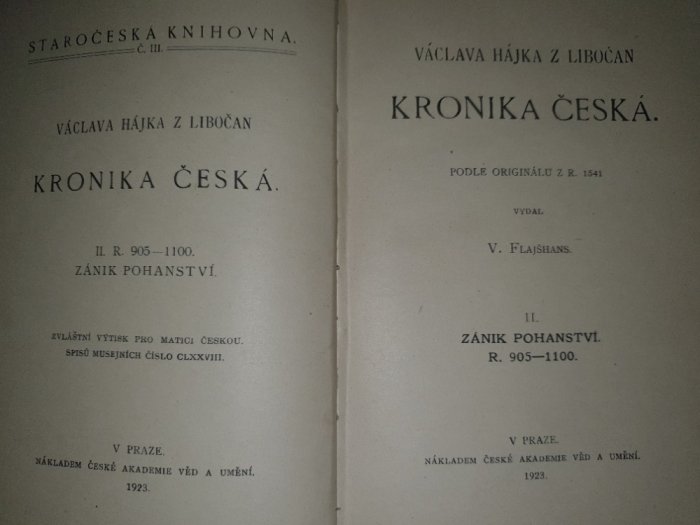 STAROČESKÁ KNIHOVNA.
Č. III.
VÁCLAVA HÁJKA Z LIBOČAN
KRONIKA ČESKÁ.
II. R. 905—1100.
ZÁNIK POHANSTVÍ.
ZVLÁŠTNÍ VÝTISK PRO MATICI ČESKOU.
SPISŮ MUSEJNÍCH ČÍSLO CLXXVIII.
V PRAZE.
NÁKLADEM ČESKÉ AKADEMIE VĚD A UMĚNÍ.
1923.
VÁCLAVA HÁJKA Z LIBOČAN
KRONIKA ČESKÁ.
PODLE ORIGINÁLU Z R. 1541
VYDAL
V. FLAJŠHANS.
II.
ZÁNIK POHANSTVÍ.
R. 905—1100.
V PRAZE.
NÁKLADEM ČESKÉ AKADEMIE VĚD A UMĚNÍ.
1923.